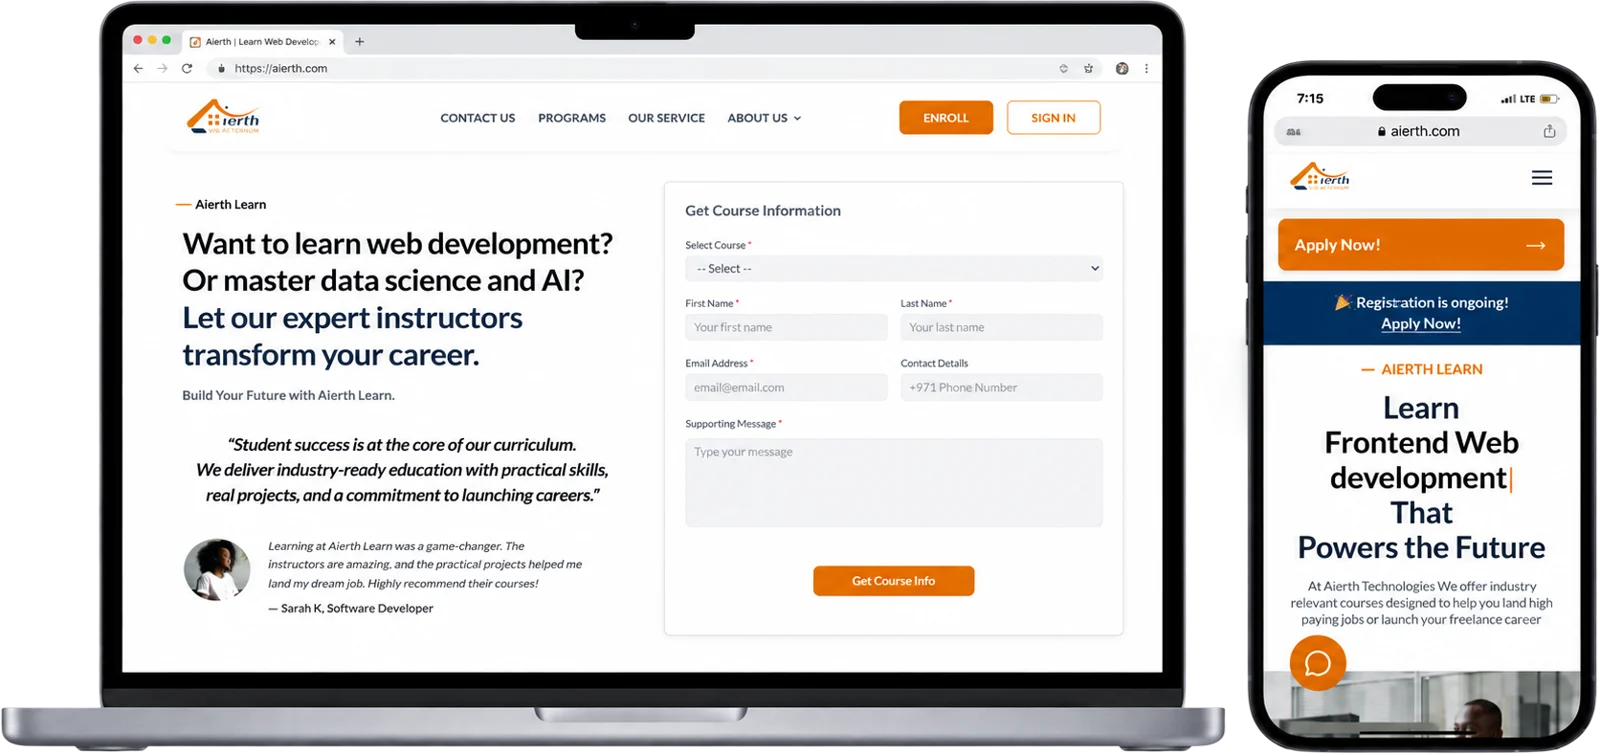 Aierth | Learn Web Develop
https://aierth.com
Aierth
CONTACT US
PROGRAMS
OUR SERVICE
ABOUT US
ENROLL
SIGN IN
Aierth Learn
Want to learn web development?
Or master data science and AI?
Let our expert instructors
transform your career.
Build Your Future with Aierth Learn.
“Student success is at the core of our curriculum.
We deliver industry-ready education with practical skills,
real projects, and a commitment to launching careers.”
Learning at Aierth Learn was a game-changer. The
instructors are amazing, and the practical projects helped me
land my dream job. Highly recommend their courses!
— Sarah K, Software Developer
Get Course Information
Select Course *
-- Select --
First Name *
Last Name *
Your first name
Your last name
Email Address *
Contact Details
email@email.com
+971 Phone Number
Supporting Message *
Type your message
Get Course Info
7:15
LTE
aierth.com
Aierth
Apply Now!
Registration is ongoing!
Apply Now!
— AIERTH LEARN
Learn
Frontend Web
development
That
Powers the Future
At Aierth Technologies We offer industry
relevant courses designed to help you land high
paying jobs or launch your freelance career